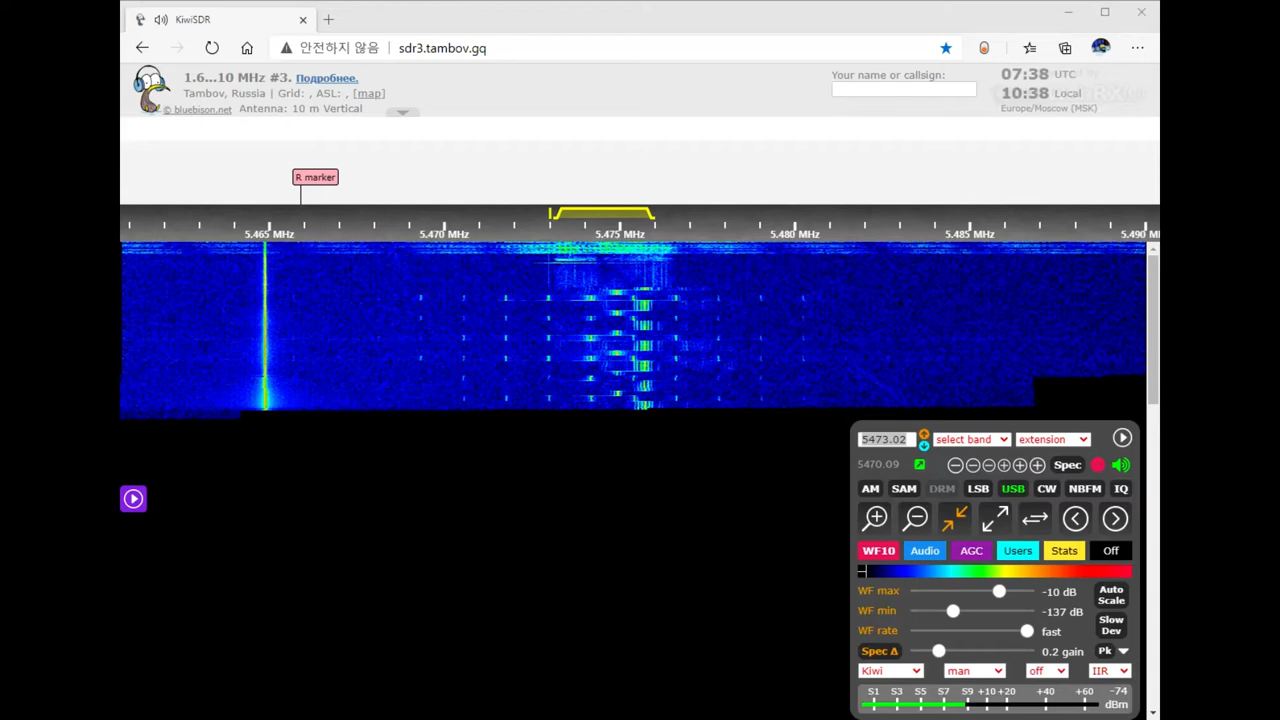 KiwiSDR
안전하지 않음 sdr3.tambov.gq
1.6...10 MHz #3. Подробнее.
Tambov, Russia | Grid: , ASL: , [map]
© bluebison.net Antenna: 10 m Vertical
Your name or callsign:
07:38 UTC
10:38 Local
Europe/Moscow (MSK)
R marker
5.465 MHz 5.470 MHz 5.475 MHz 5.480 MHz 5.485 MHz 5.490
5473.02 select band extension
5470.09 Spec
AM SAM DRM LSB USB CW NBFM IQ
WF10 Audio AGC Users Stats Off
WF max -10 dB Auto Scale
WF min -137 dB
WF rate fast Slow Dev
Spec Δ 0.2 gain Pk
Kiwi man off IIR
S1 S3 S5 S7 S9 +10 +20 +40 +60 -74
dBm